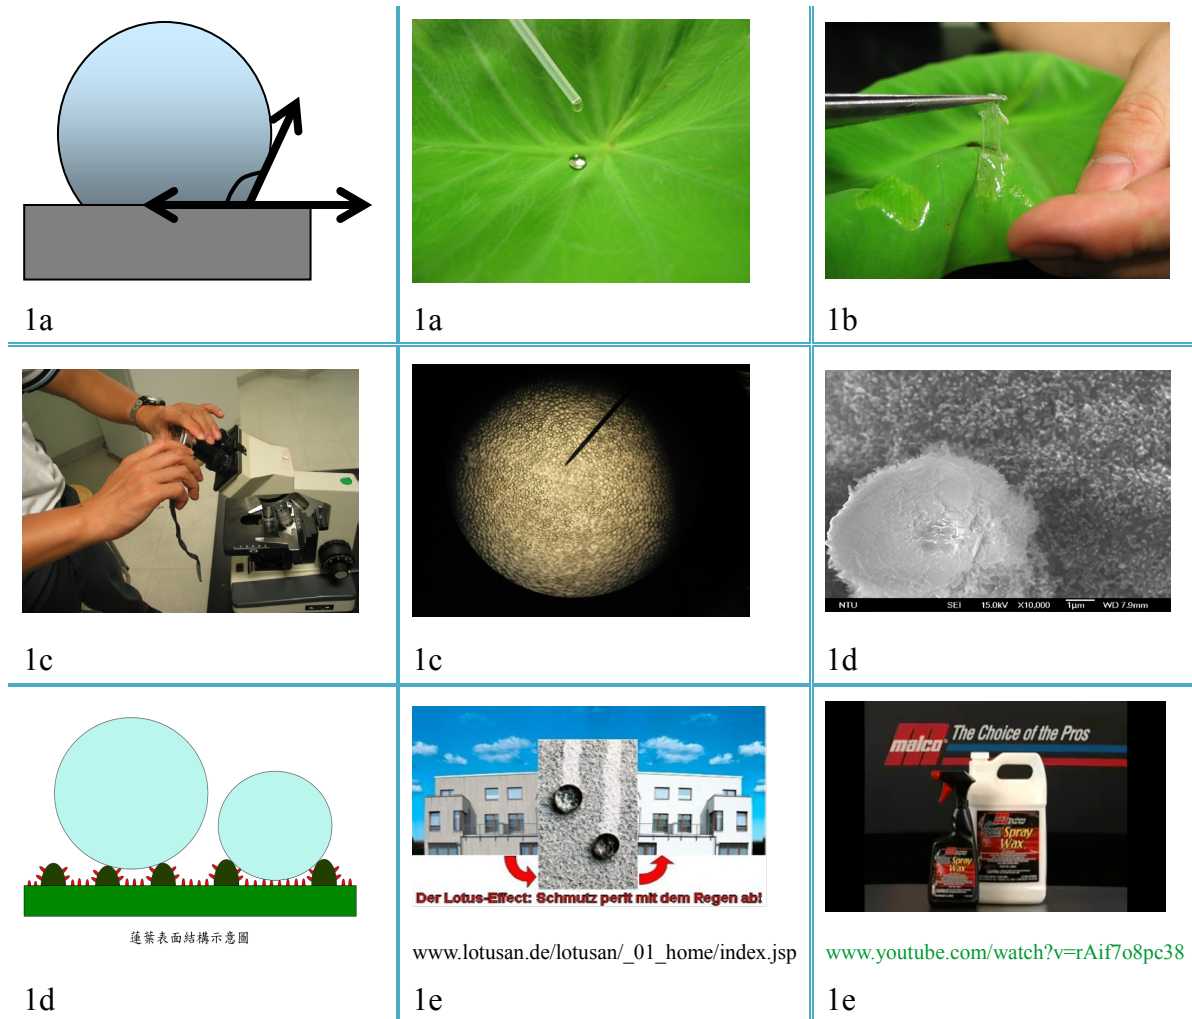 1a
1a
1b
1c
1c
NTU SEI 15.0kV X10,000 1µm WD 7.9mm
1d
蓮葉表面結構示意圖
1d
Der Lotus-Effect: Schmutz perlt mit dem Regen ab!
www.lotusan.de/lotusan/_01_home/index.jsp
1e
malco® The Choice of the Pros
Spray
Wax
Spray
Wax
www.youtube.com/watch?v=rAif7o8pc38
1e